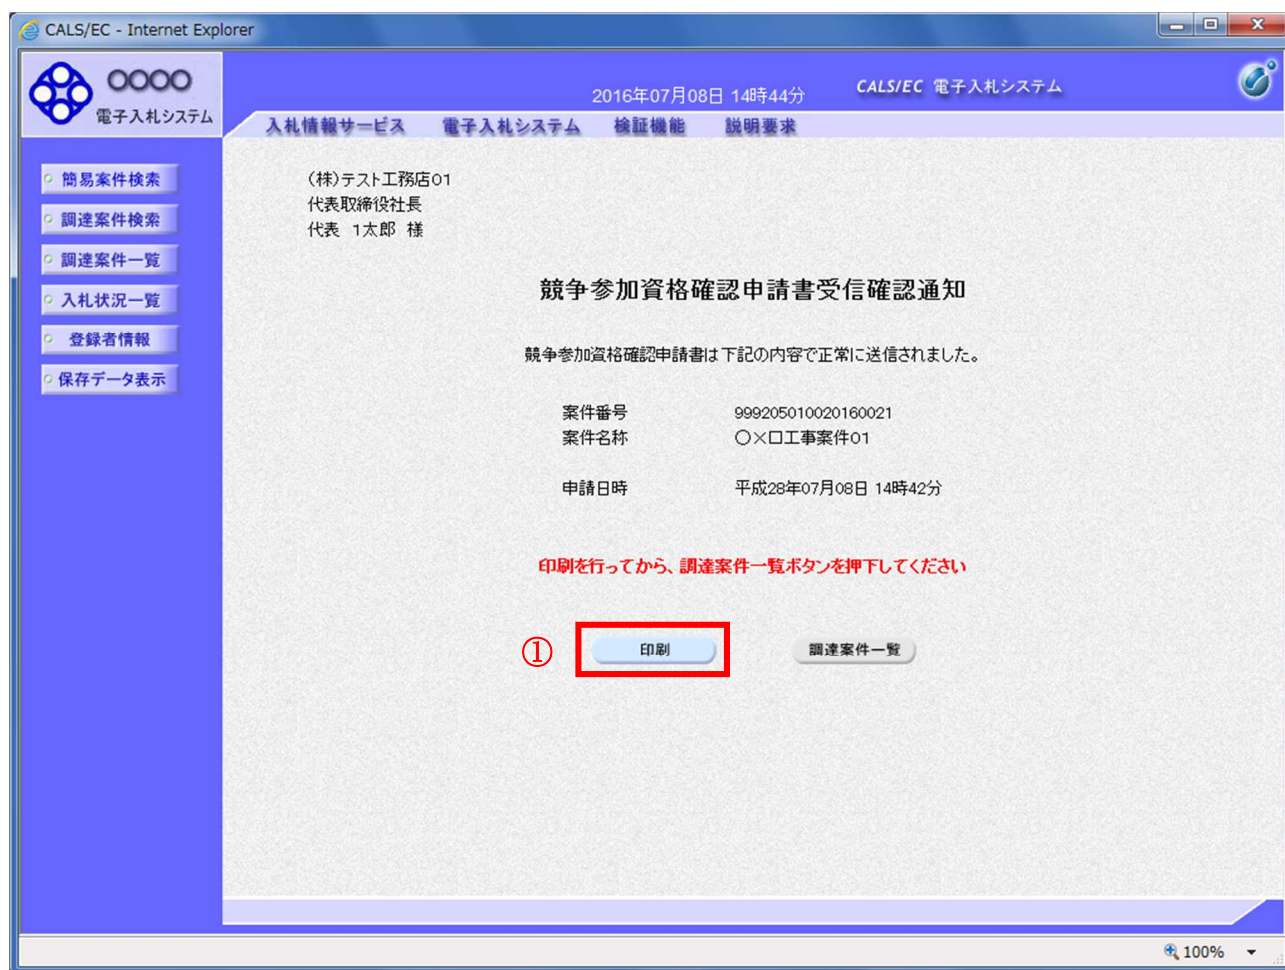 CALS/EC - Internet Explorer
〇〇〇〇
電子入札システム
2016年07月08日 14時44分
CALS/EC 電子入札システム
入札情報サービス 電子入札システム 検証機能 説明要求
簡易案件検索
調達案件検索
調達案件一覧
入札状況一覧
登録者情報
保存データ表示
(株)テスト工務店01
代表取締役社長
代表 1太郎 様
競争参加資格確認申請書受信確認通知
競争参加資格確認申請書は下記の内容で正常に送信されました。
案件番号 999205010020160021
案件名称 〇×口工事案件01
申請日時 平成28年07月08日 14時42分
印刷を行ってから、調達案件一覧ボタンを押下してください
① 印刷 調達案件一覧
100%